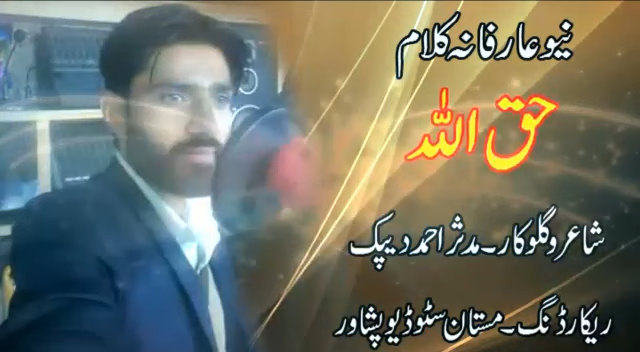 نیو عارفانہ کلام
حق اللہ
شاعر و گلوکار۔ مدثر احمد دیپک
ریکارڈنگ۔ مستان سٹوڈیو پشاور